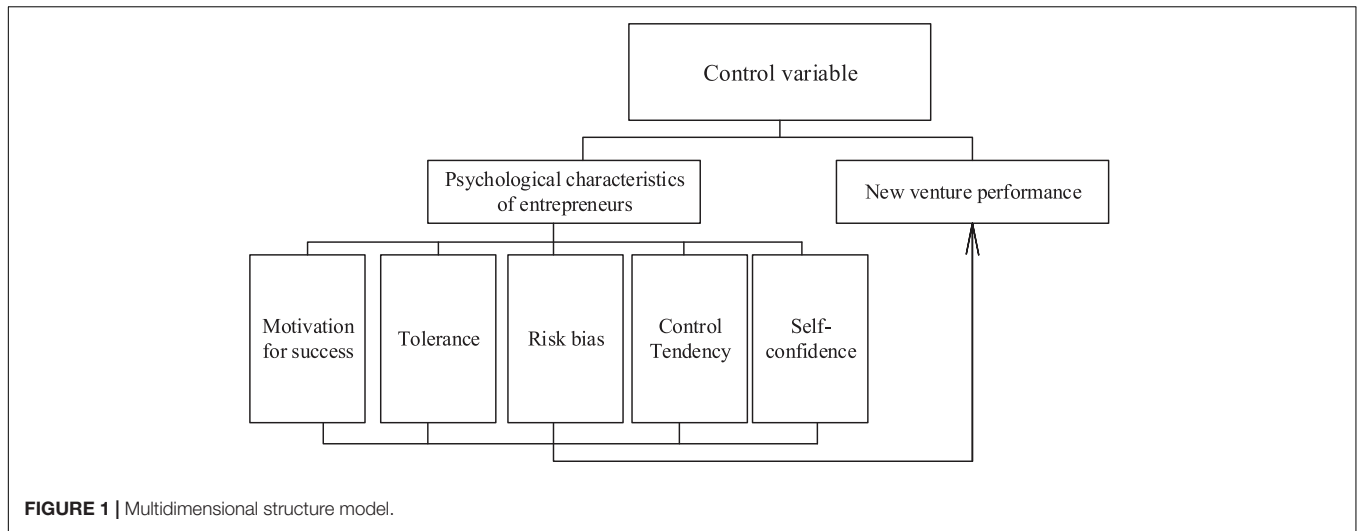 Control variable
Psychological characteristics
of entrepreneurs
New venture performance
Motivation
for success
Tolerance
Risk bias
Control
Tendency
Self-
confidence
FIGURE 1 | Multidimensional structure model.